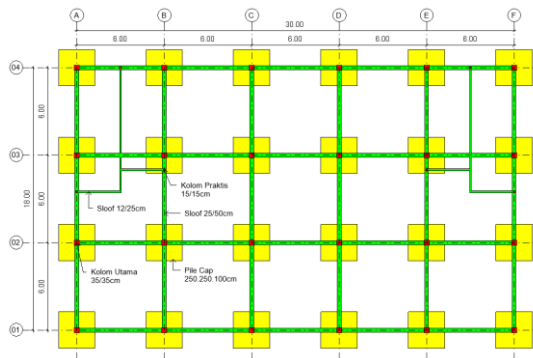 A B C D E F
30.00
6.00 6.00 6.00 6.00 6.00
04
6.00
03
Kolom Praktis
15/15cm
18.00
6.00
Sloof 12/25cm
Sloof 25/50cm
02
Kolom Utama
35/35cm
Pile Cap
250.250.100cm
6.00
01